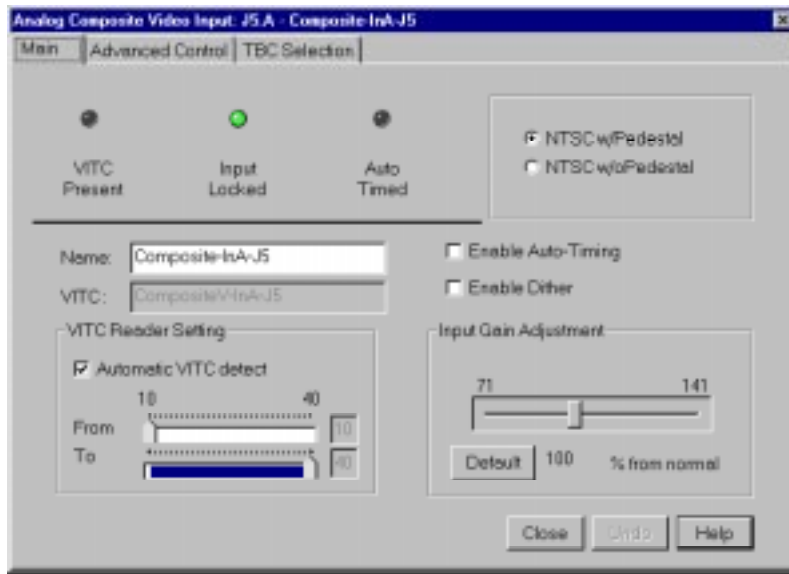 Analog Composite Video Input: J5.A - Composite-InA-J5
Main Advanced Control TBC Selection
VITC Present
Input Locked
Auto Timed
NTSC w/Pedestal
NTSC w/oPedestal
Name: Composite-InA-J5
VITC: CompositeV-InA-J5
Enable Auto-Timing
Enable Dither
VITC Reader Setting
Automatic VITC detect
10 40
From 10
To 40
Input Gain Adjustment
71 141
Default 100 % from normal
Close Undo Help